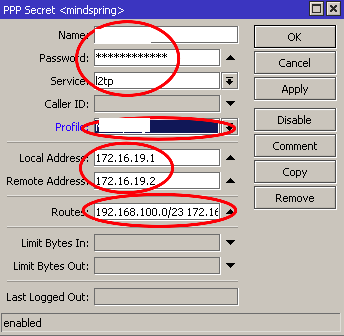 PPP Secret <mindspring>
Name:
OK
Password: ************
Cancel
Service: l2tp
Apply
Caller ID:
Profile:
Disable
Comment
Local Address: 172.16.19.1
Copy
Remote Address: 172.16.19.2
Remove
Routes: 192.168.100.0/23 172.16
Limit Bytes In:
Limit Bytes Out:
Last Logged Out:
enabled